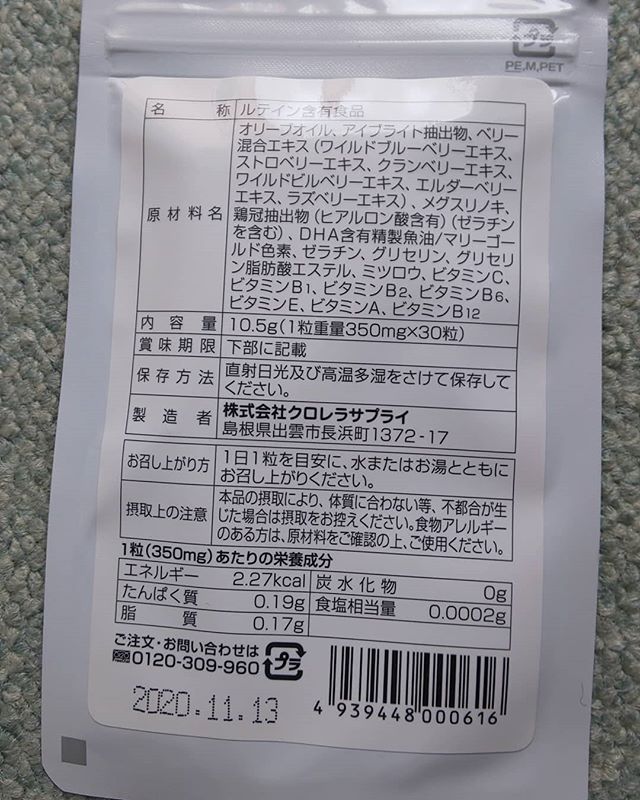 プラ
PE,M,PET
名称 ルテイン含有食品
原材料名 オリーブオイル、アイブライト抽出物、ベリー
混合エキス(ワイルドブルーベリーエキス、
ストロベリーエキス、クランベリーエキス、
ワイルドビルベリーエキス、エルダーベリー
エキス、ラズベリーエキス)、メグスリノキ、
鶏冠抽出物(ヒアルロン酸含有)(ゼラチン
を含む)、DHA含有精製魚油/マリーゴー
ルド色素、ゼラチン、グリセリン、グリセリ
ン脂肪酸エステル、ミツロウ、ビタミンC、
ビタミンB1、ビタミンB2、ビタミンB6、
ビタミンE、ビタミンA、ビタミンB12
内容量 10.5g(1粒重量350mg×30粒)
賞味期限 下部に記載
保存方法 直射日光及び高温多湿をさけて保存して
ください。
製造者 株式会社クロレラサプライ
島根県出雲市長浜町1372-17
お召し上がり方 1日1粒を目安に、水またはお湯とともに
お召し上がりください。
摂取上の注意 本品の摂取により、体質に合わない等、不都合が生
じた場合は摂取をお控えください。食物アレルギー
のある方は、原材料をご確認の上、ご使用ください。
1粒(350mg)あたりの栄養成分
エネルギー 2.27kcal 炭水化物 0g
たんぱく質 0.19g 食塩相当量 0.0002g
脂質 0.17g
ご注文・お問い合わせは
0120-309-960 プラ
2020.11.13
4 939448 000616